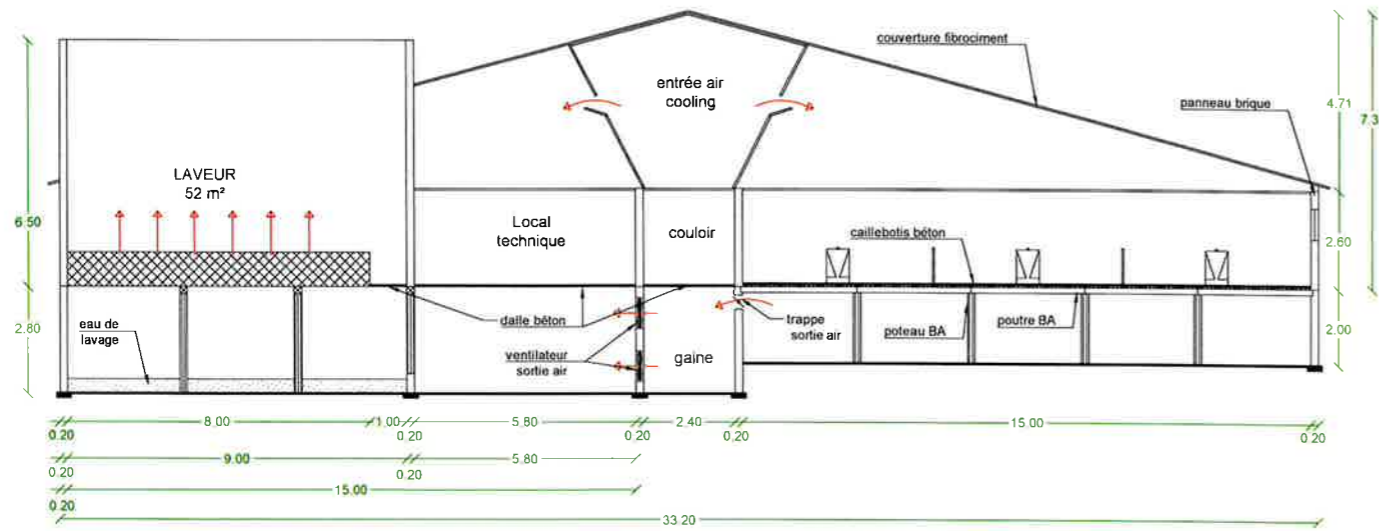 couverture fibrociment
entrée air
cooling
panneau brique
4.71
7.3
LAVEUR
52 m²
6.50
Local
technique
couloir
caillebotis béton
2.60
eau de
lavage
dalle béton
ventilateur
sortie air
gaine
trappe
sortie air
poteau BA
poutre BA
2.80
2.00
0.20
8.00
1.00
0.20
5.80
0.20
2.40
0.20
15.00
0.20
0.20
9.00
0.20
5.80
0.20
15.00
33.20